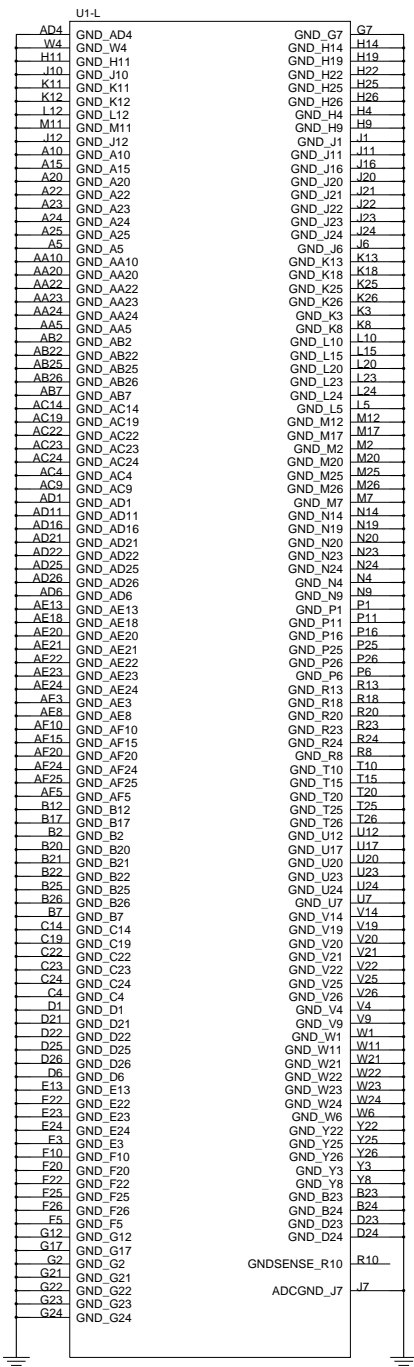 U1-L
AD4 GND_AD4
W4 GND_W4
H11 GND_H11
J10 GND_J10
K11 GND_K11
K12 GND_K12
L12 GND_L12
M11 GND_M11
J12 GND_J12
A10 GND_A10
A15 GND_A15
A20 GND_A20
A22 GND_A22
A23 GND_A23
A24 GND_A24
A25 GND_A25
A5 GND_A5
AA10 GND_AA10
AA20 GND_AA20
AA22 GND_AA22
AA23 GND_AA23
AA24 GND_AA24
AA5 GND_AA5
AB2 GND_AB2
AB22 GND_AB22
AB25 GND_AB25
AB26 GND_AB26
AB7 GND_AB7
AC14 GND_AC14
AC19 GND_AC19
AC22 GND_AC22
AC23 GND_AC23
AC24 GND_AC24
AC4 GND_AC4
AC9 GND_AC9
AD1 GND_AD1
AD11 GND_AD11
AD16 GND_AD16
AD21 GND_AD21
AD22 GND_AD22
AD25 GND_AD25
AD26 GND_AD26
AD6 GND_AD6
AE13 GND_AE13
AE18 GND_AE18
AE20 GND_AE20
AE21 GND_AE21
AE22 GND_AE22
AE23 GND_AE23
AE24 GND_AE24
AE3 GND_AE3
AE8 GND_AE8
AF10 GND_AF10
AF15 GND_AF15
AF20 GND_AF20
AF24 GND_AF24
AF25 GND_AF25
AF5 GND_AF5
B12 GND_B12
B17 GND_B17
B2 GND_B2
B20 GND_B20
B21 GND_B21
B22 GND_B22
B25 GND_B25
B26 GND_B26
B7 GND_B7
C14 GND_C14
C19 GND_C19
C22 GND_C22
C23 GND_C23
C24 GND_C24
C4 GND_C4
D1 GND_D1
D21 GND_D21
D22 GND_D22
D25 GND_D25
D26 GND_D26
D6 GND_D6
E13 GND_E13
E22 GND_E22
E23 GND_E23
E24 GND_E24
E3 GND_E3
F10 GND_F10
F20 GND_F20
F22 GND_F22
F25 GND_F25
F26 GND_F26
F5 GND_F5
G12 GND_G12
G17 GND_G17
G2 GND_G2
G21 GND_G21
G22 GND_G22
G23 GND_G23
G24 GND_G24
GND_G7 G7
GND_H14 H14
GND_H19 H19
GND_H22 H22
GND_H25 H25
GND_H26 H26
GND_H4 H4
GND_H9 H9
GND_J1 J1
GND_J11 J11
GND_J16 J16
GND_J20 J20
GND_J21 J21
GND_J22 J22
GND_J23 J23
GND_J24 J24
GND_J6 J6
GND_K13 K13
GND_K18 K18
GND_K25 K25
GND_K26 K26
GND_K3 K3
GND_K8 K8
GND_L10 L10
GND_L15 L15
GND_L20 L20
GND_L23 L23
GND_L24 L24
GND_L5 L5
GND_M12 M12
GND_M17 M17
GND_M2 M2
GND_M20 M20
GND_M25 M25
GND_M26 M26
GND_M7 M7
GND_N14 N14
GND_N19 N19
GND_N20 N20
GND_N23 N23
GND_N24 N24
GND_N4 N4
GND_N9 N9
GND_P1 P1
GND_P11 P11
GND_P16 P16
GND_P25 P25
GND_P26 P26
GND_P6 P6
GND_R13 R13
GND_R18 R18
GND_R20 R20
GND_R23 R23
GND_R24 R24
GND_R8 R8
GND_T10 T10
GND_T15 T15
GND_T20 T20
GND_T25 T25
GND_T26 T26
GND_U12 U12
GND_U17 U17
GND_U20 U20
GND_U23 U23
GND_U24 U24
GND_U7 U7
GND_V14 V14
GND_V19 V19
GND_V20 V20
GND_V21 V21
GND_V22 V22
GND_V25 V25
GND_V26 V26
GND_V4 V4
GND_V9 V9
GND_W1 W1
GND_W11 W11
GND_W21 W21
GND_W22 W22
GND_W23 W23
GND_W24 W24
GND_W6 W6
GND_Y22 Y22
GND_Y25 Y25
GND_Y26 Y26
GND_Y3 Y3
GND_Y8 Y8
GND_B23 B23
GND_B24 B24
GND_D23 D23
GND_D24 D24
GNDSENSE_R10 R10
ADCGND_J7 J7